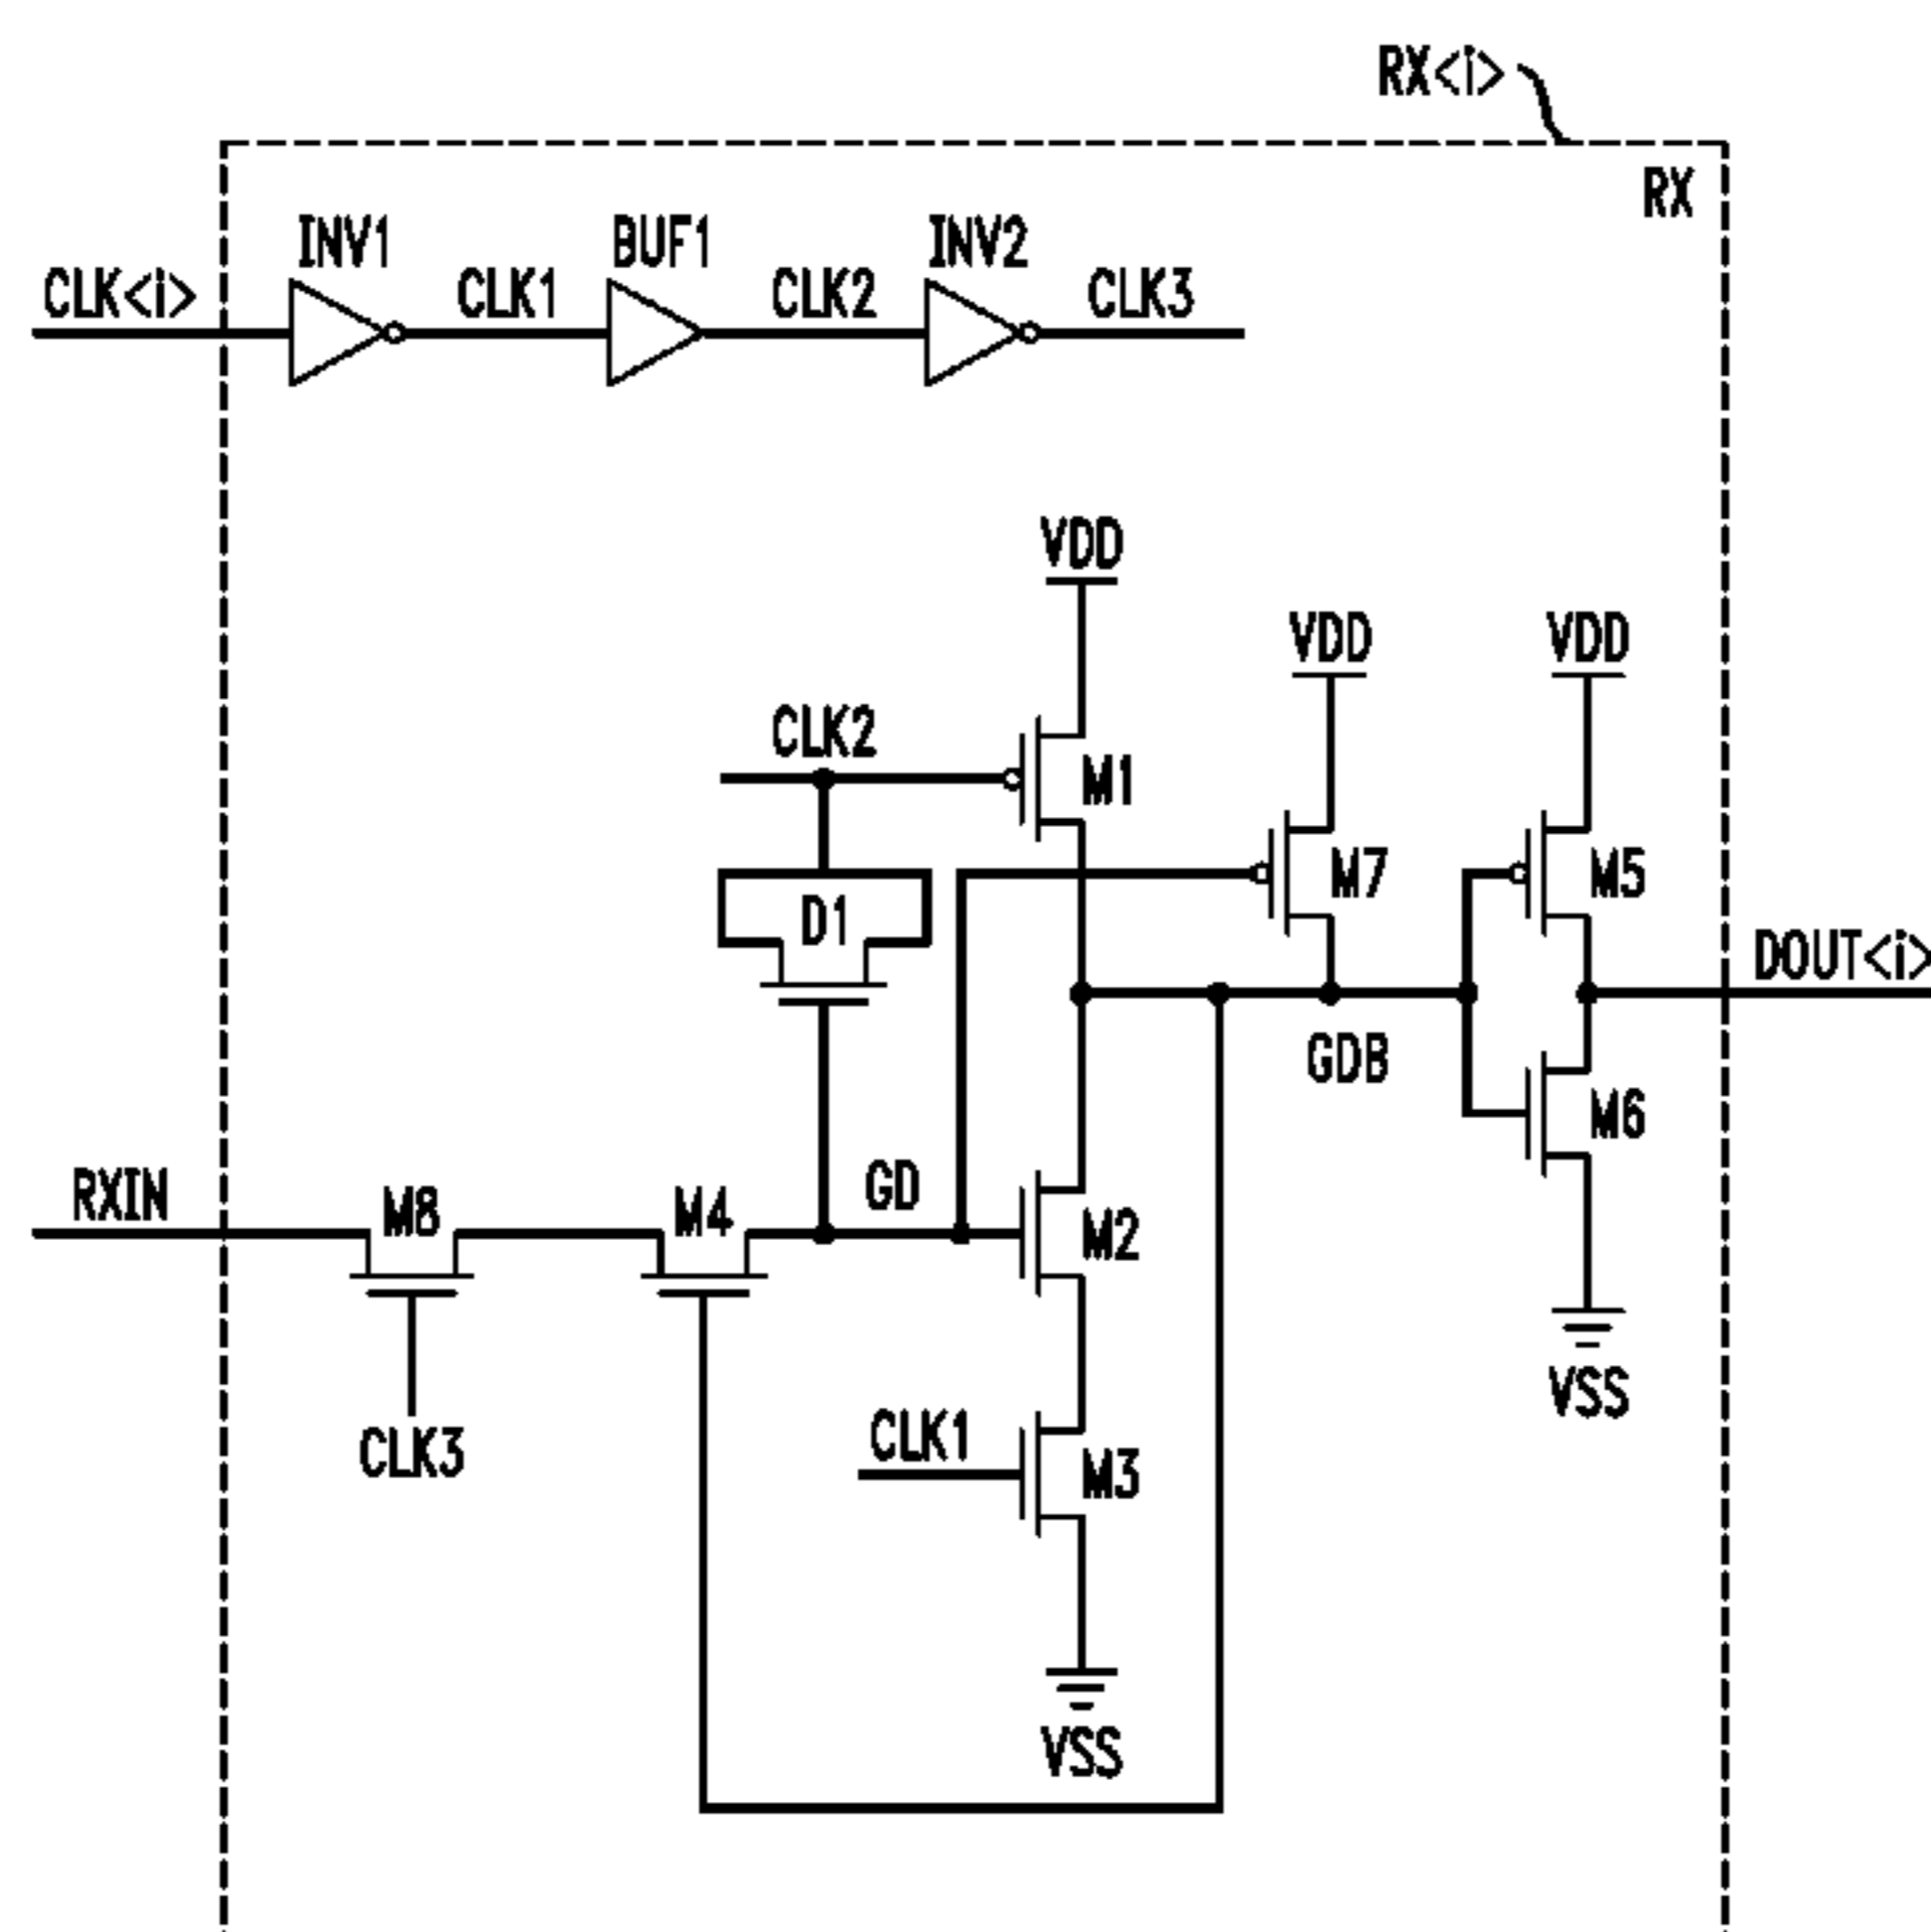 RX<i>
RX
INV1
BUF1
INV2
CLK<i>
CLK1
CLK2
CLK3
VDD
VDD
VDD
CLK2
M1
M7
M5
D1
DOUT<i>
GDB
M6
RXIN
M8
M4
GD
M2
VSS
CLK3
CLK1
M3
VSS